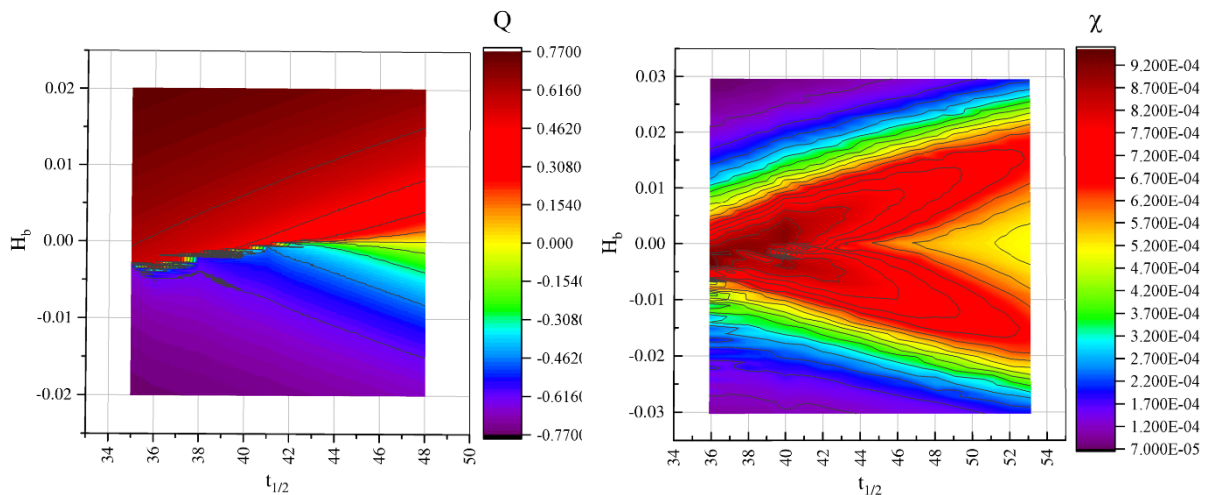 Q
0.7700
0.6160
0.4620
0.3080
0.1540
0.000
-0.1540
-0.3080
-0.4620
-0.6160
-0.7700
0.02
0.01
0.00
-0.01
-0.02
H_b
34 36 38 40 42 44 46 48 50
t_1/2
χ
9.200E-04
8.700E-04
8.200E-04
7.700E-04
6.700E-04
6.200E-04
5.700E-04
5.200E-04
4.200E-04
3.700E-04
3.200E-04
2.700E-04
2.200E-04
1.700E-04
1.200E-04
7.000E-05
0.03
0.02
0.01
0.00
-0.01
-0.02
-0.03
H_b
34 36 38 40 42 44 46 48 50 52 54
t_1/2